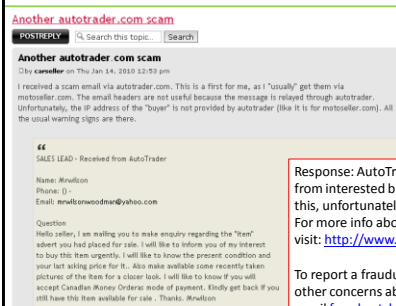 Another autotrader.com scam
POSTREPLY Search this topic... Search
Another autotrader.com scam
by carseller on Thu Jan 14, 2010 12:53 pm
I received a scam email via autotrader.com. This is a first for me, as I "usually" get them via
motoseller.com. The email headers are not useful because the message is relayed through autotrader.
Unfortunately, the IP address of the "buyer" is not provided by autotrader (like it is for motoseller.com). All
the usual warning signs are there.
SALES LEAD - Received from AutoTrader
Name: Mrwilson
Phone: () -
Email: mrwilsonwoodman@yahoo.com
Question
Hello seller, I am mailing you to make enquiry regarding the "Item"
advert you had placed for sale. I will like to inform you of my interest
to buy this Item urgently. I will like to know the precent condition and
your last asking price for it.. Also make available some recently taken
pictures of the item for a closer look. I will like to know if you will
accept Canadian Money Orderas mode of payment. Kindly get back if you
still have this item available for sale . Thanks. Mrwilson
Response: AutoTr
from interested b
this, unfortunatel
For more info abo
visit: http://www.
To report a fraudu
other concerns ab